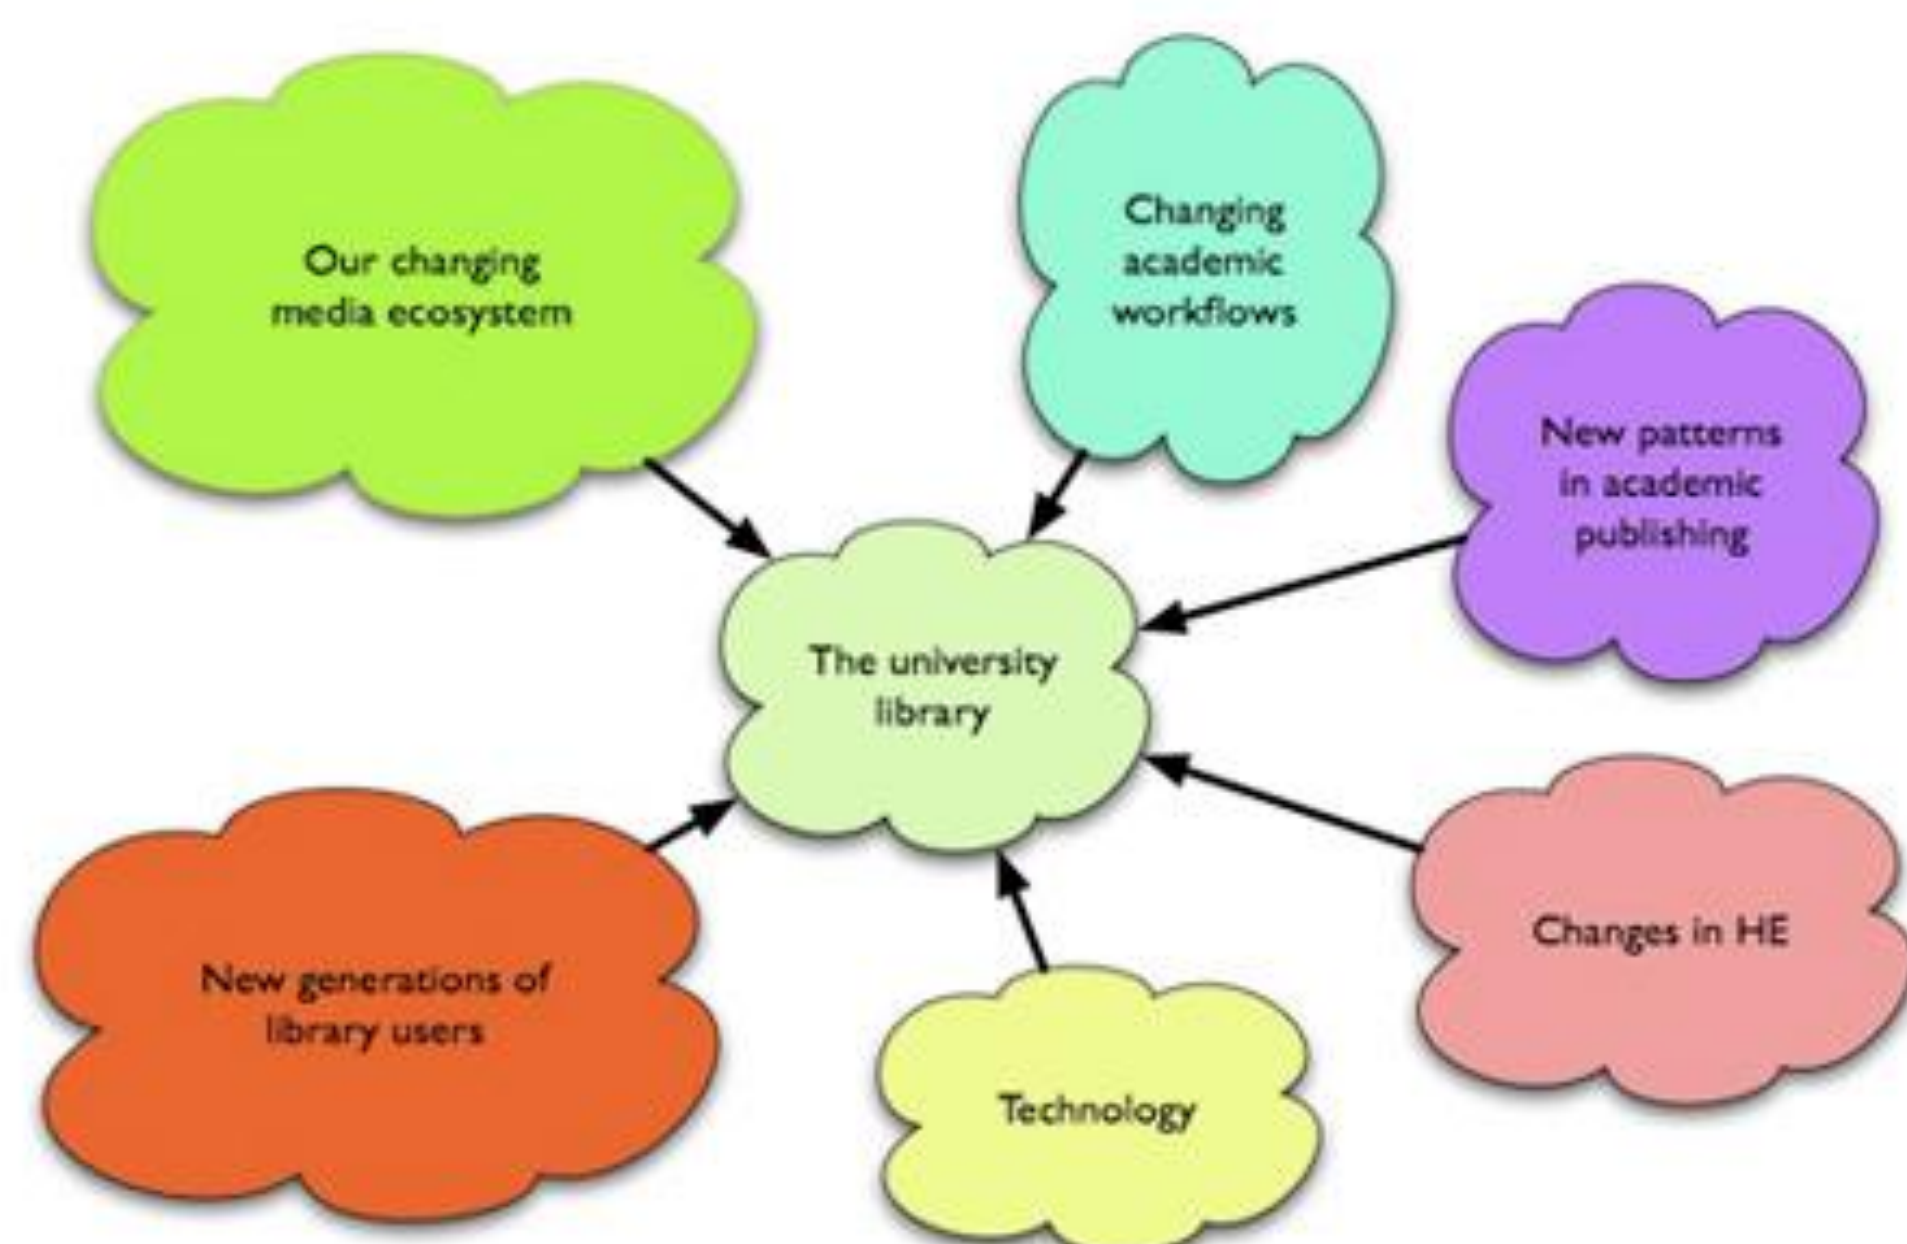 Our changing
media ecosystem
Changing
academic
workflows
New patterns
in academic
publishing
The university
library
New generations of
library users
Technology
Changes in HE